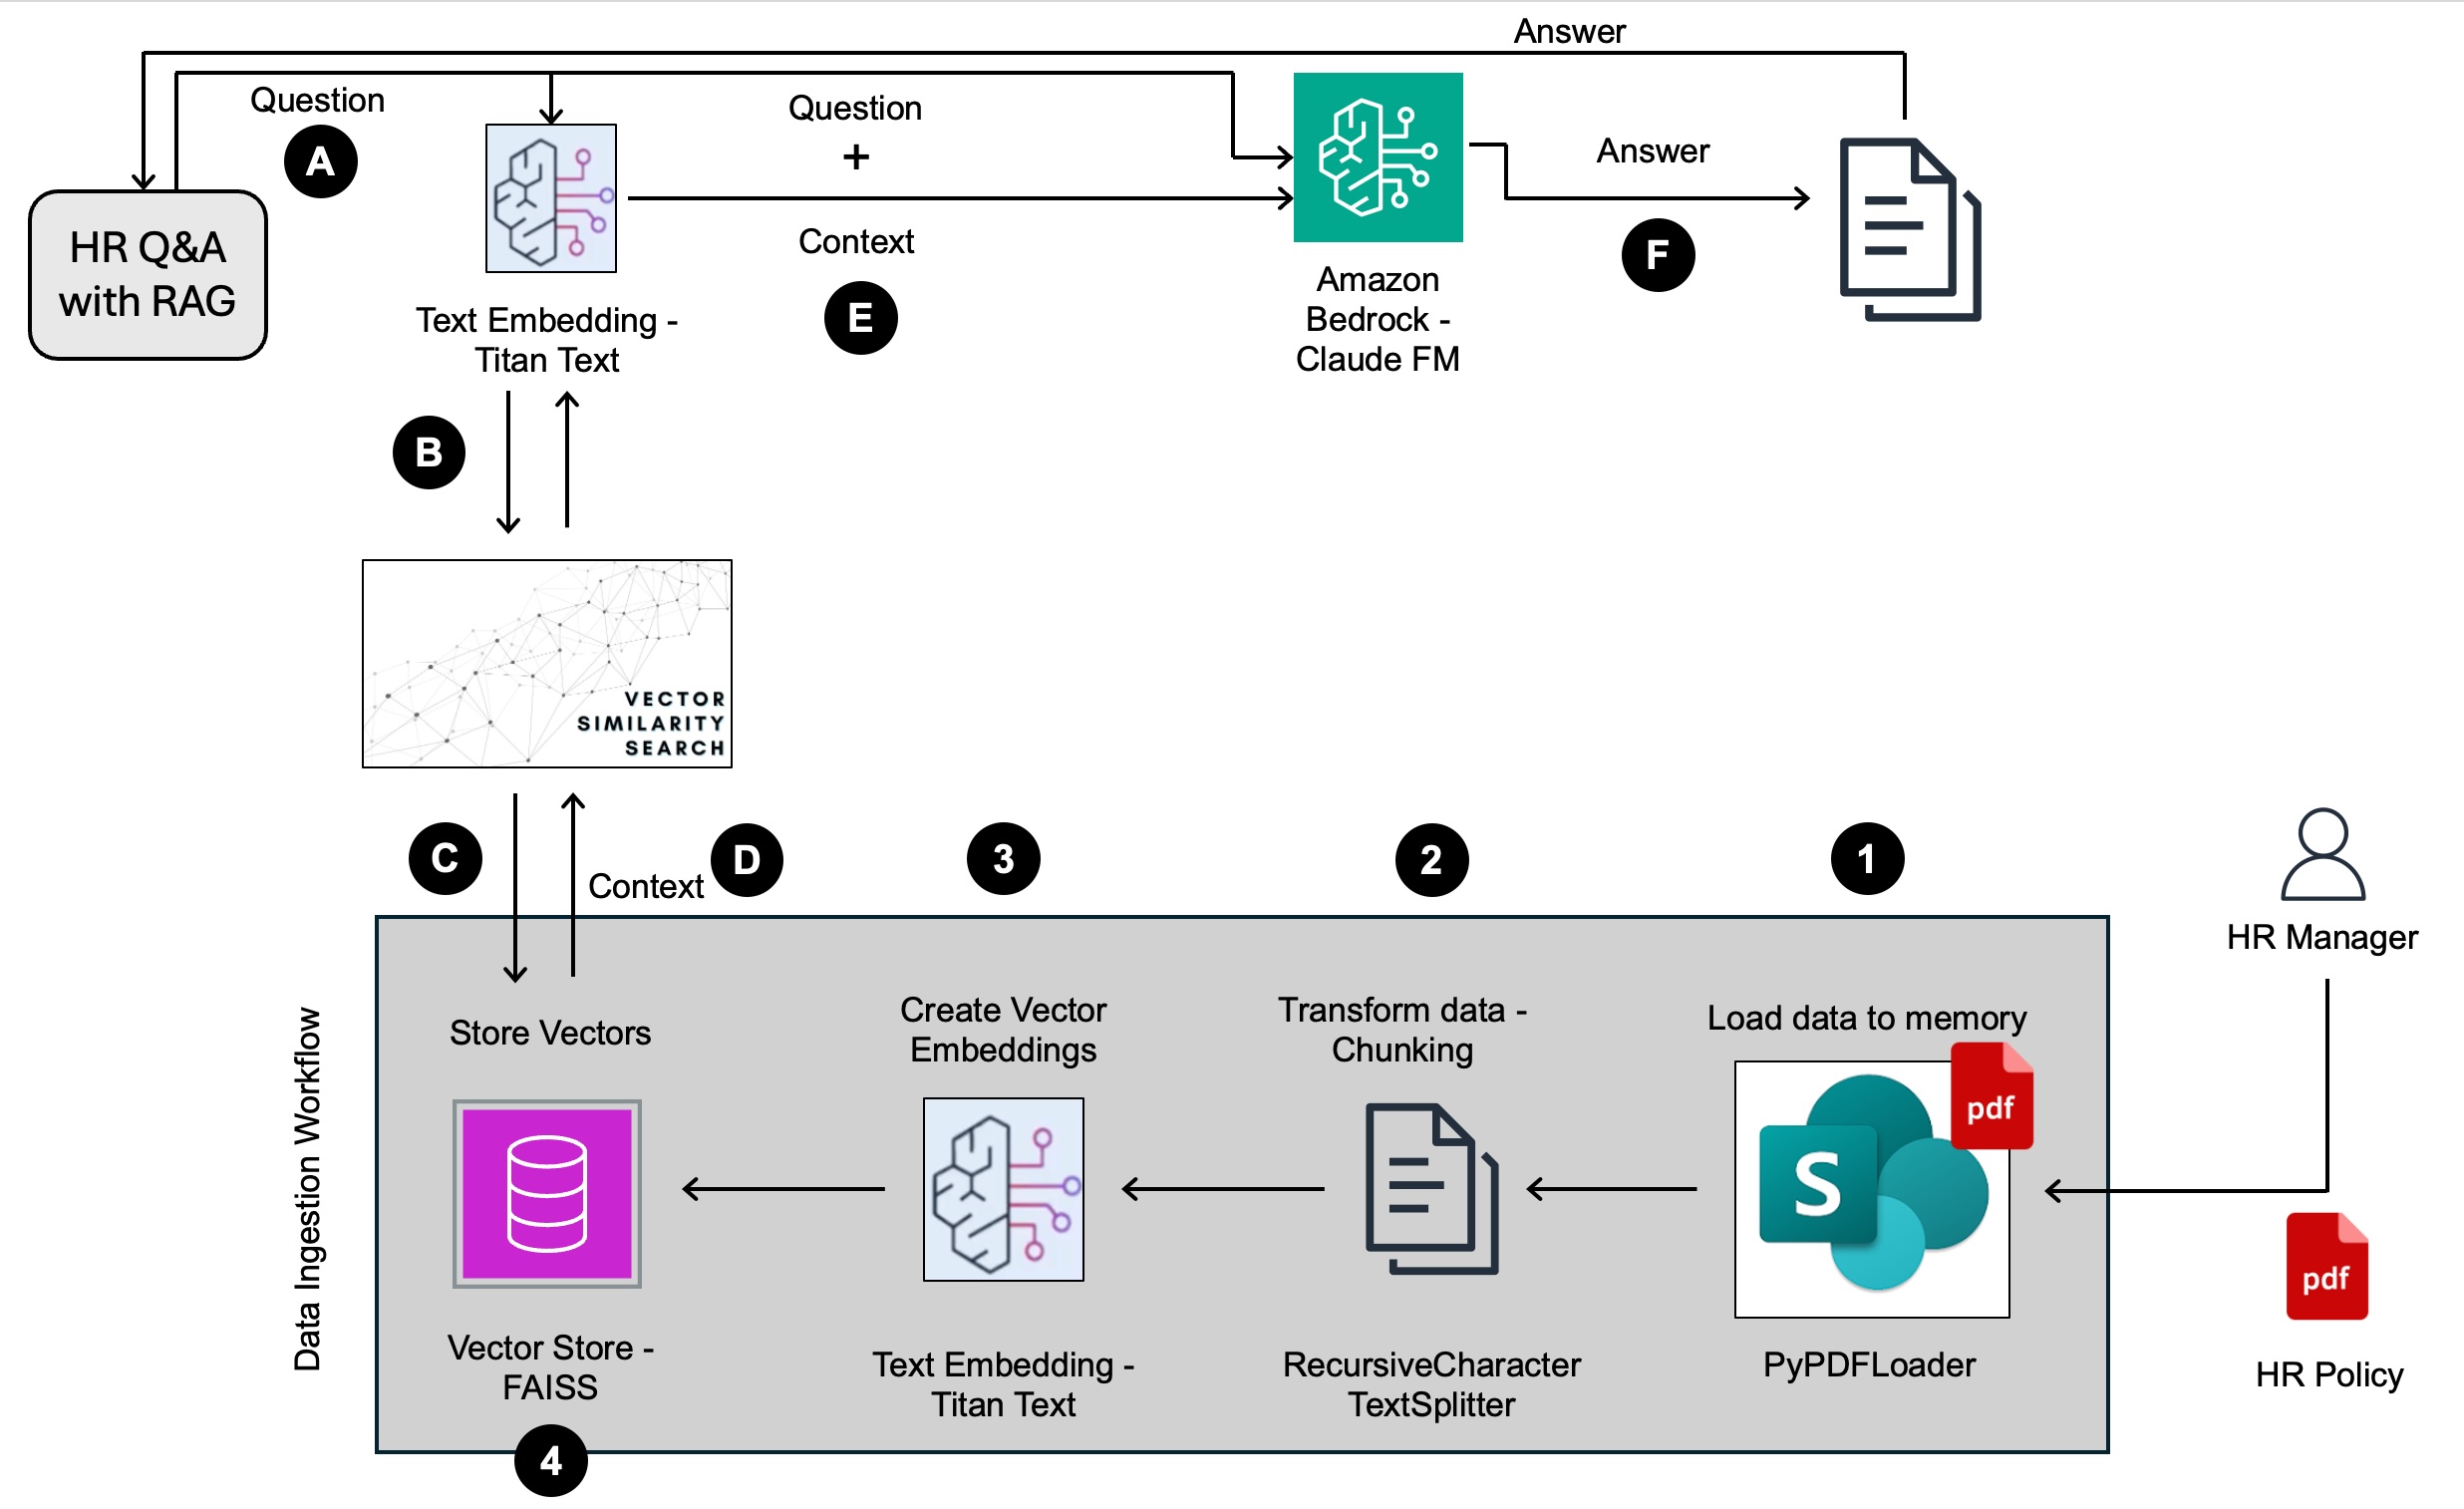 Answer
Question
A
Question
+
Context
E
Answer
F
HR Q&A
with RAG
Text Embedding -
Titan Text
Amazon
Bedrock -
Claude FM
B
VECTOR
SIMILARITY
SEARCH
C
Context
D
3
2
1
HR Manager
Data Ingestion Workflow
Store Vectors
Create Vector
Embeddings
Transform data -
Chunking
Load data to memory
pdf
S
pdf
Vector Store -
FAISS
Text Embedding -
Titan Text
RecursiveCharacter
TextSplitter
PyPDFLoader
HR Policy
4